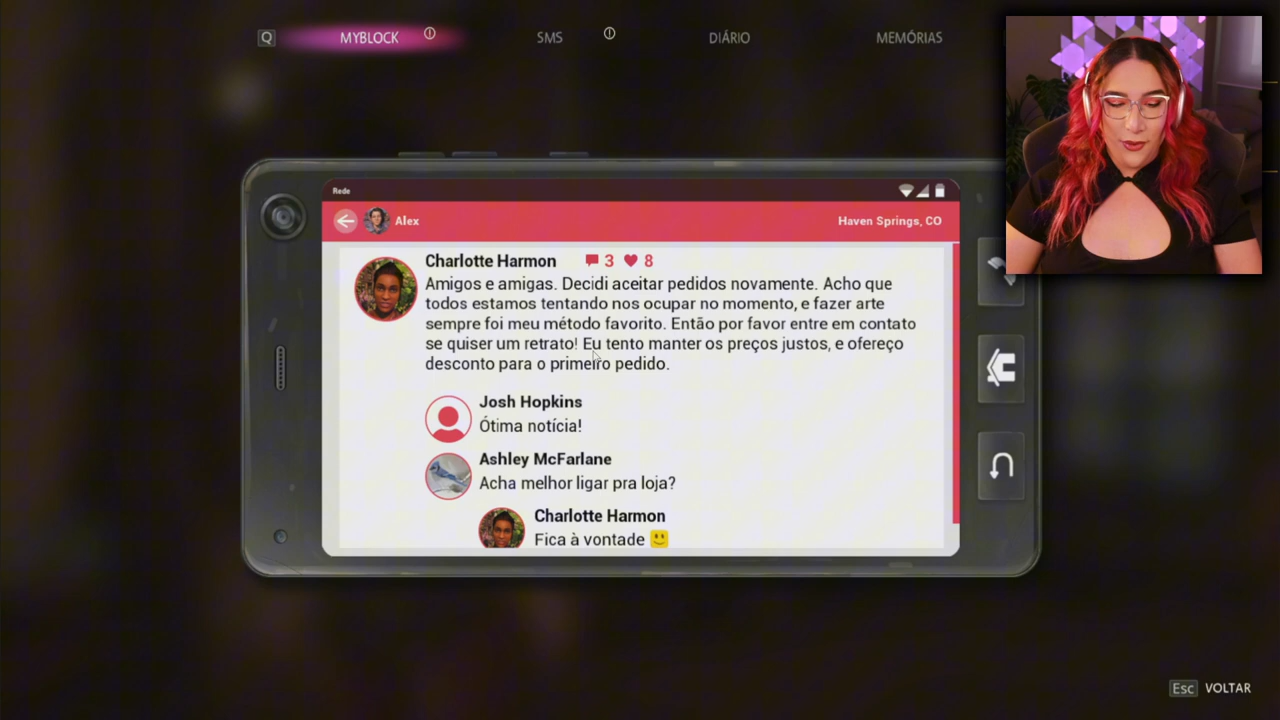 Q MYBLOCK SMS DIÁRIO MEMÓRIAS
Rede
Alex Haven Springs, CO
Charlotte Harmon 3 8
Amigos e amigas. Decidi aceitar pedidos novamente. Acho que
todos estamos tentando nos ocupar no momento, e fazer arte
sempre foi meu método favorito. Então por favor entre em contato
se quiser um retrato! Eu tento manter os preços justos, e ofereço
desconto para o primeiro pedido.
Josh Hopkins
Ótima notícia!
Ashley McFarlane
Acha melhor ligar pra loja?
Charlotte Harmon
Fica à vontade
Esc VOLTAR